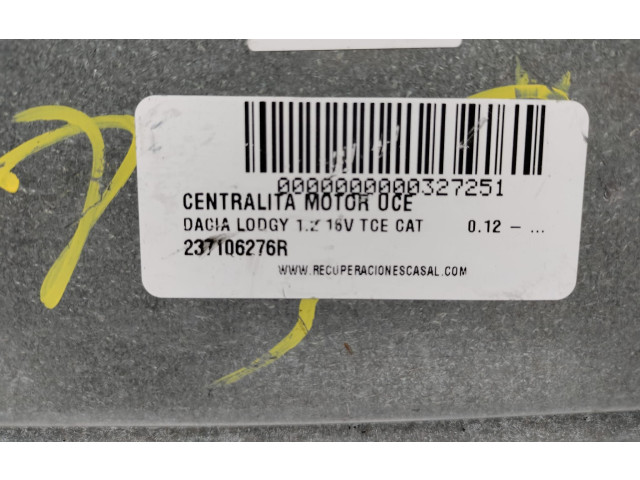 0000000000327251
CENTRALITA MOTOR UCE
DACIA LODGY 1.2 16V TCE CAT 0.12 - ...
237106276R
WWW.RECUPERACIONESCASAL.COM